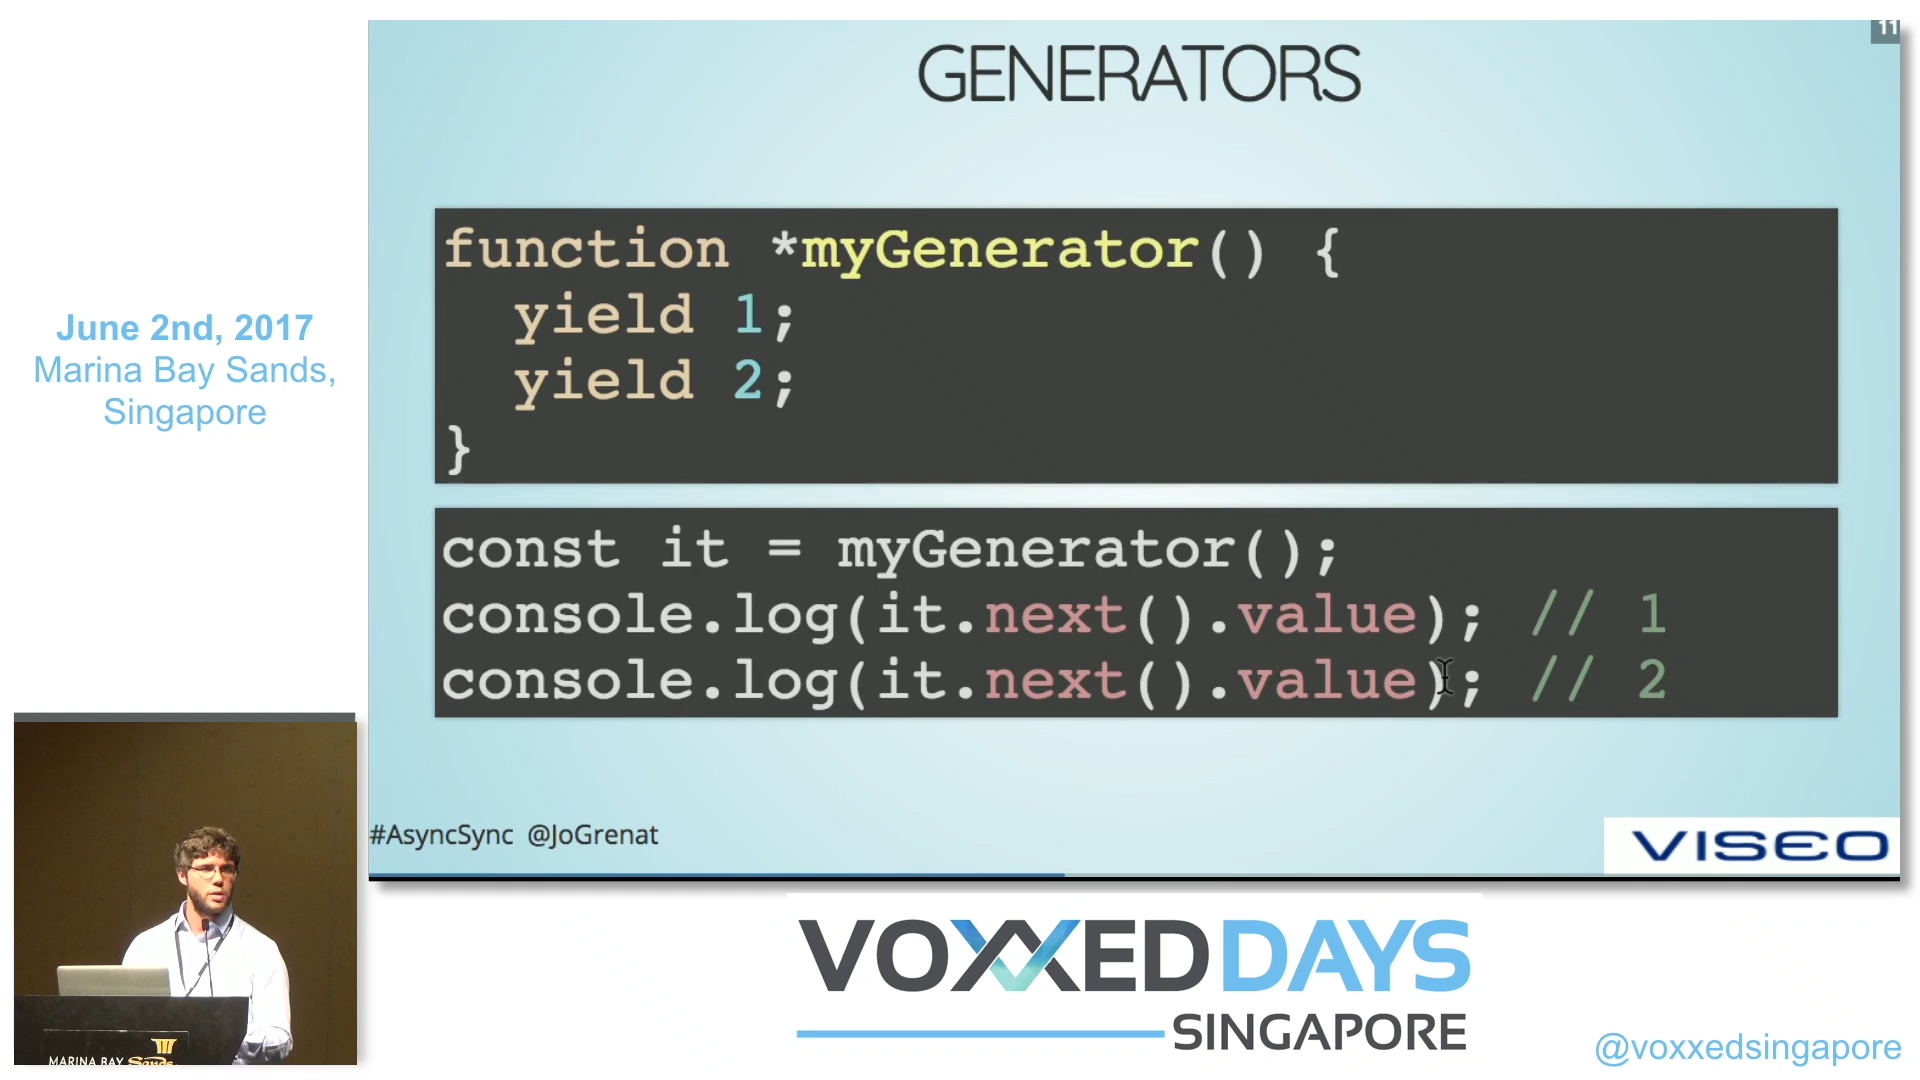 11
GENERATORS
function *myGenerator() {
yield 1;
yield 2;
}
const it = myGenerator();
console.log(it.next().value); // 1
console.log(it.next().value); // 2
#AsyncSync @JoGrenat
VISEO
June 2nd, 2017
Marina Bay Sands,
Singapore
MARINA BAY Sands
VOXXED DAYS
SINGAPORE
@voxxedsingapore